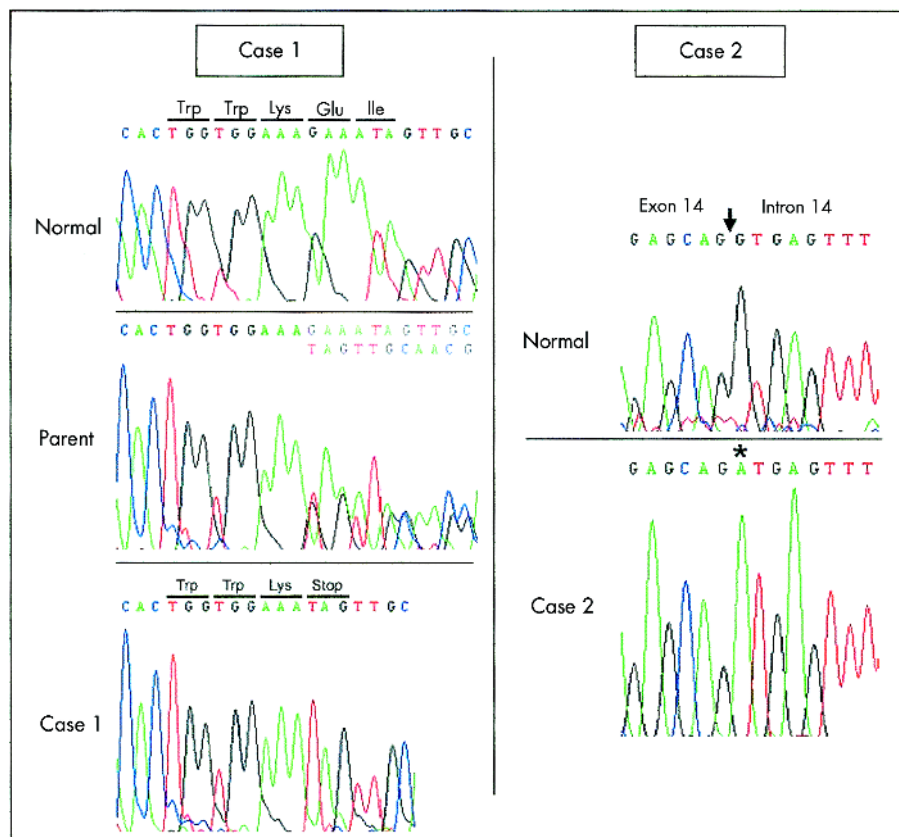 Case 1
Trp Trp Lys Glu Ile
C A C T G G T G G A A A G A A A T A G T T G C
Normal
C A C T G G T G G A A A G A A A T A G T T G C
T A G T T G C A A C G
Parent
Trp Trp Lys Stop
C A C T G G T G G A A A T A G T T G C
Case 1
Case 2
Exon 14 Intron 14
G A G C A G G T G A G T T T
Normal
*
G A G C A G A T G A G T T T
Case 2